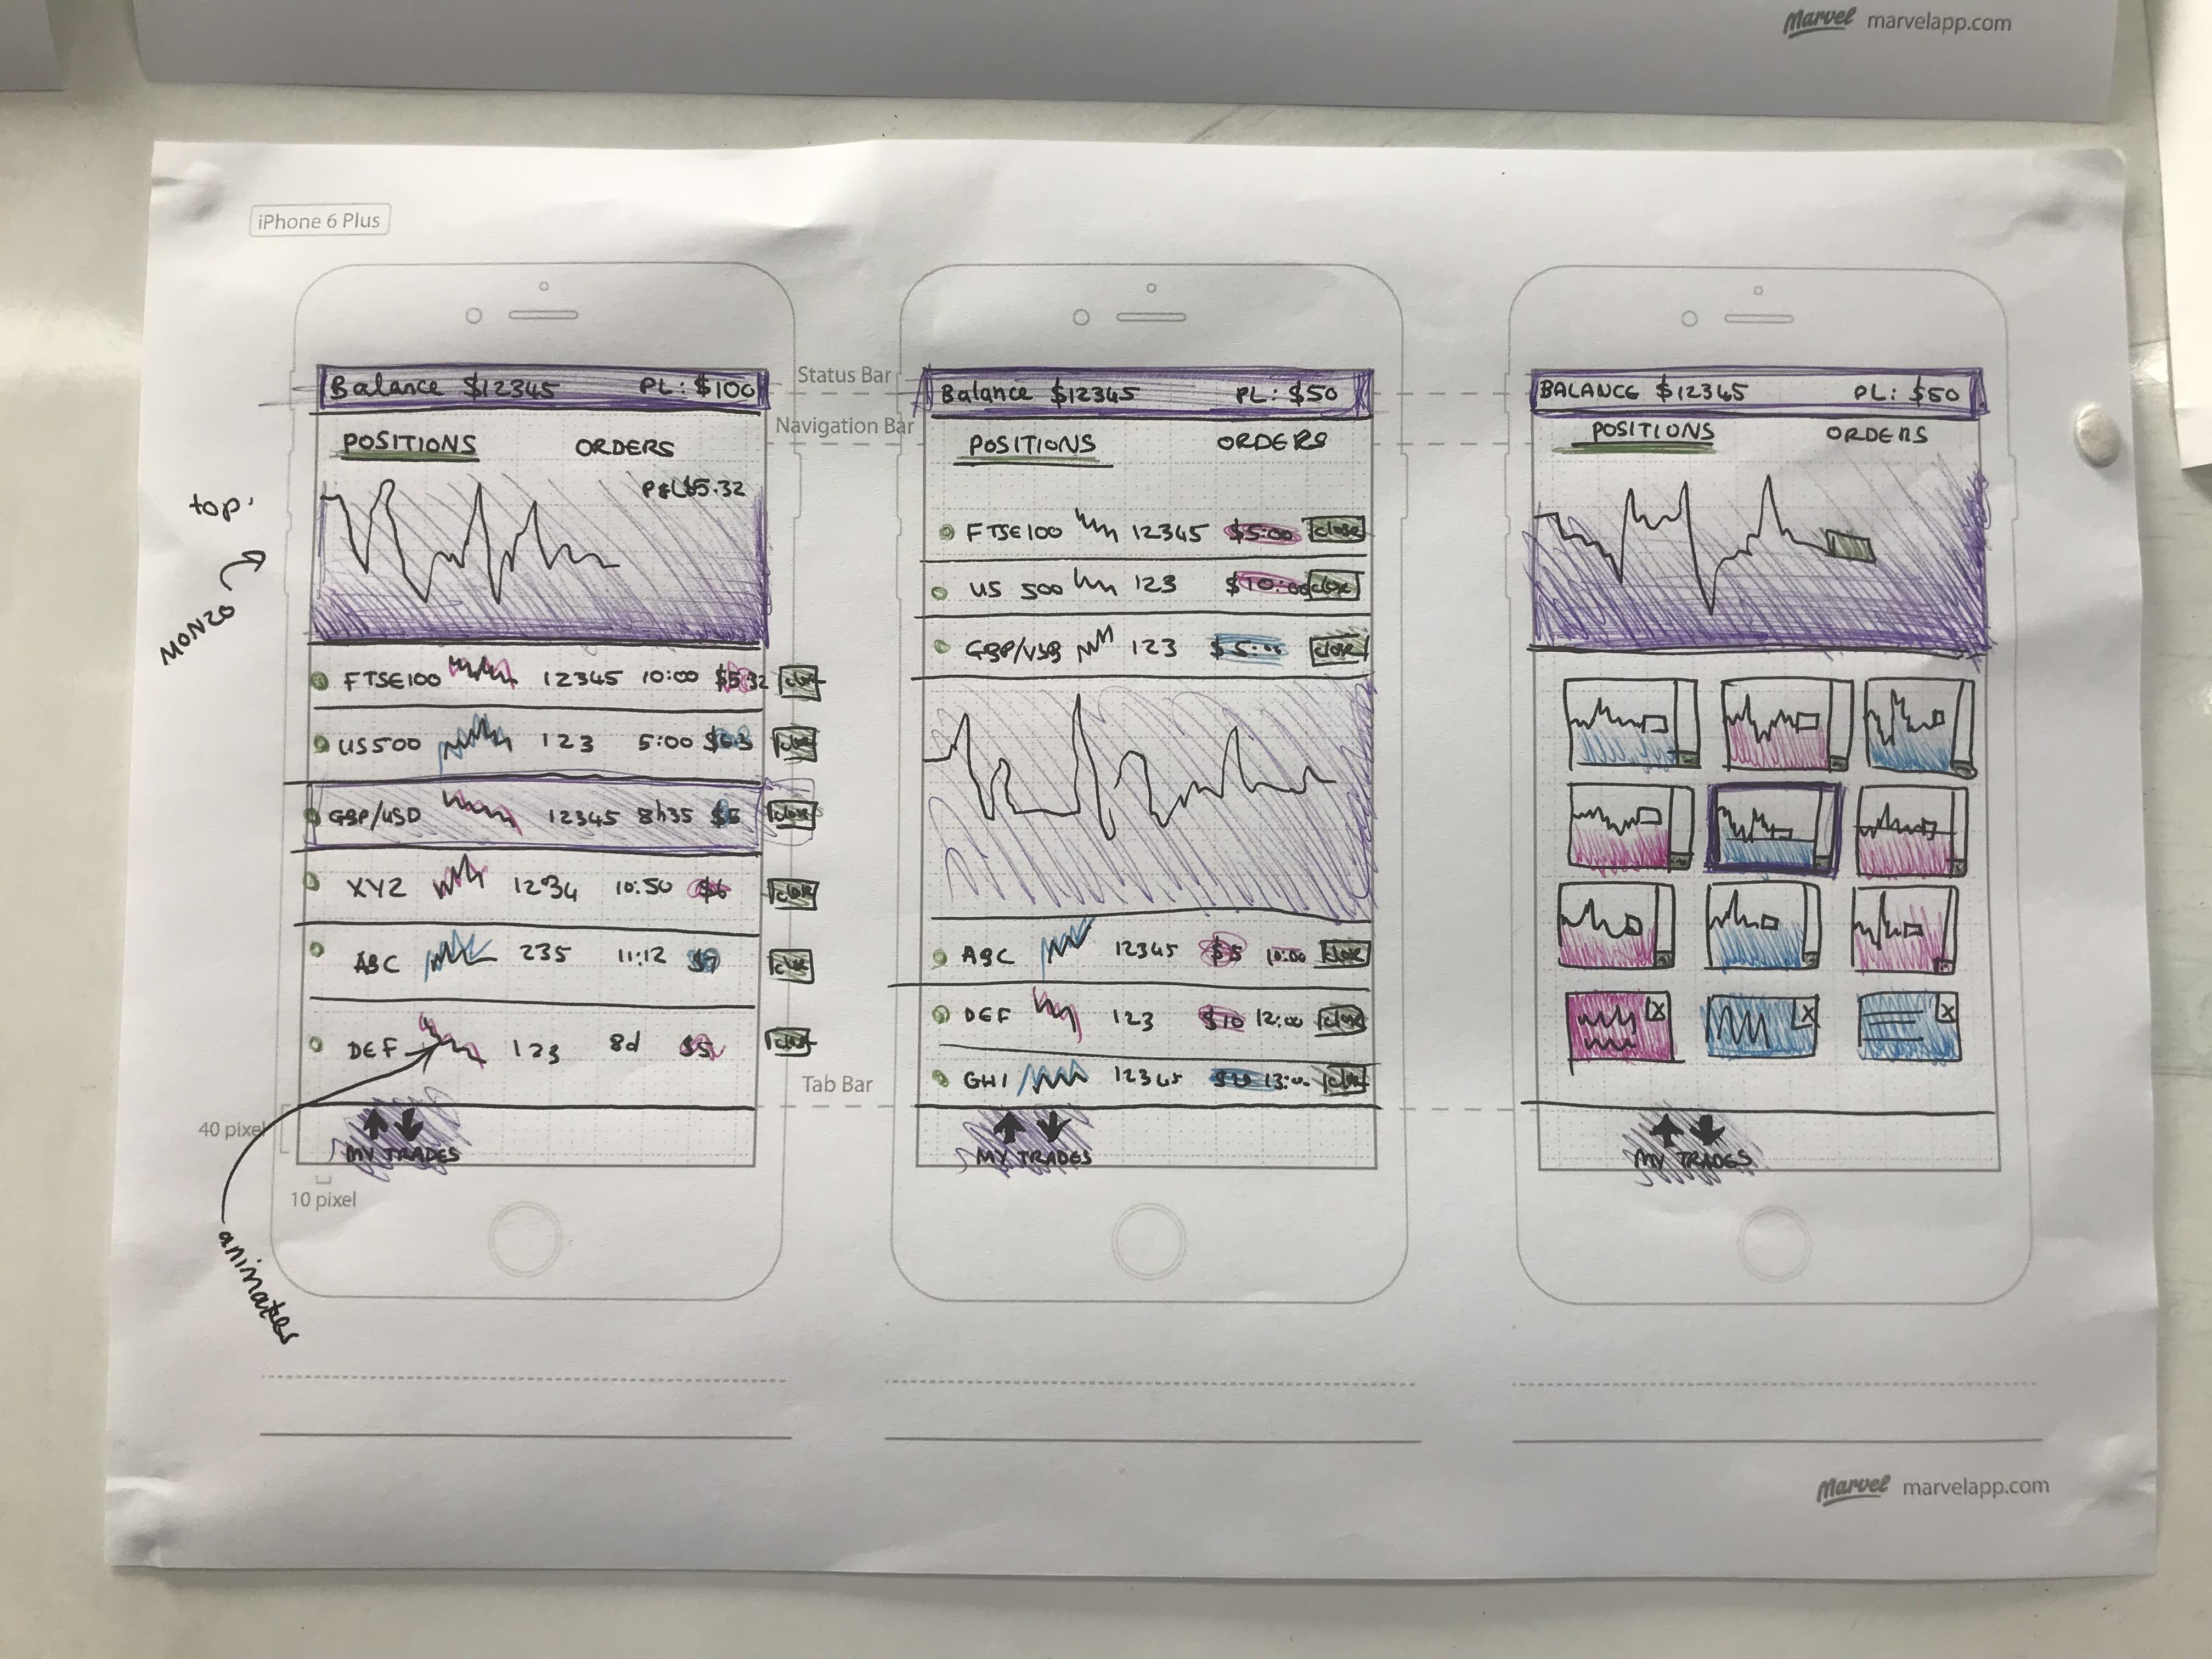 Marvel marvelapp.com
iPhone 6 Plus
Balance $12345 PL: $100
POSITIONS ORDERS
P&L $5.32
FTSE100 12345 10:00 $5.32 close
US500 123 5:00 close
GBP/USD 12345 8h35 $5 close
XYZ 1234 10:50 $6 close
ABC 235 11:12 $7 close
DEF 123 8d $5 close
MY TRADES
top.
MONZO
animates
40 pixel
10 pixel
Status Bar
Navigation Bar
Tab Bar
Balance $12345 PL: $50
POSITIONS ORDERS
FTSE100 12345 $5:00 close
US 500 123 $10:00 close
GBP/USD 123 $5:00 close
ABC 12345 $5 10:00 close
DEF 123 $10 12:00 close
GHI 12345 13:00 close
MY TRADES
BALANCE $12345 PL: $50
POSITIONS ORDERS
X X X
MY TRADES
Marvel marvelapp.com